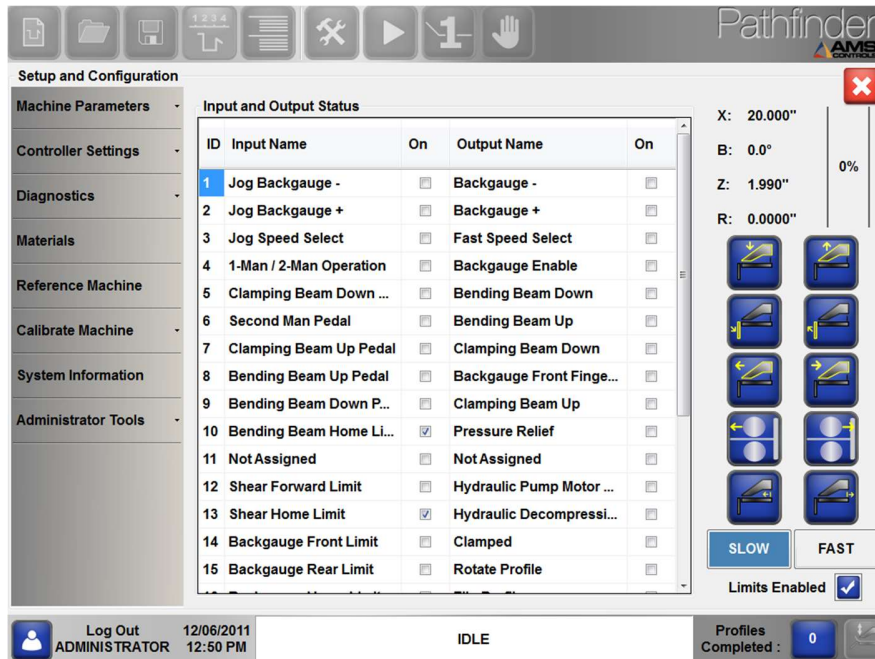 1 2 3 4
1
Pathfinder
AMS
CONTROLS
Setup and Configuration
Machine Parameters
Controller Settings
Diagnostics
Materials
Reference Machine
Calibrate Machine
System Information
Administrator Tools
Input and Output Status
ID Input Name On Output Name On
1 Jog Backgauge - Backgauge -
2 Jog Backgauge + Backgauge +
3 Jog Speed Select Fast Speed Select
4 1-Man / 2-Man Operation Backgauge Enable
5 Clamping Beam Down ... Bending Beam Down
6 Second Man Pedal Bending Beam Up
7 Clamping Beam Up Pedal Clamping Beam Down
8 Bending Beam Up Pedal Backgauge Front Finge...
9 Bending Beam Down P... Clamping Beam Up
10 Bending Beam Home Li... Pressure Relief
11 Not Assigned Not Assigned
12 Shear Forward Limit Hydraulic Pump Motor ...
13 Shear Home Limit Hydraulic Decompressi...
14 Backgauge Front Limit Clamped
15 Backgauge Rear Limit Rotate Profile
X: 20.000"
B: 0.0°
Z: 1.990"
R: 0.0000"
0%
SLOW FAST
Limits Enabled
Log Out
ADMINISTRATOR
12/06/2011
12:50 PM
IDLE
Profiles
Completed :
0